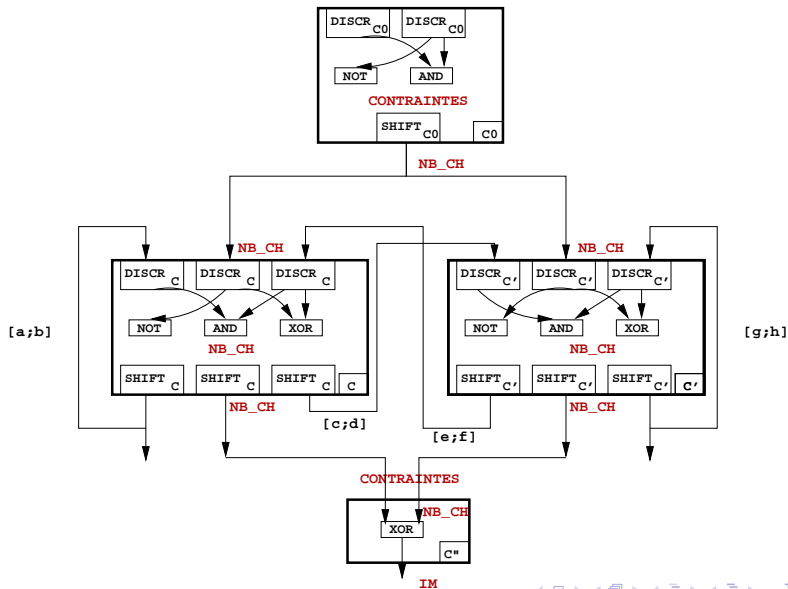 DISCR C0 DISCR C0
NOT AND
CONTRAINTES
SHIFT C0 C0
NB_CH
NB_CH NB_CH
DISCR C DISCR C DISCR C DISCR C' DISCR C' DISCR C'
[a;b] NOT AND XOR NOT AND XOR [g;h]
NB_CH NB_CH
SHIFT C SHIFT C SHIFT C C SHIFT C' SHIFT C' SHIFT C' C'
NB_CH NB_CH
[c;d] [e;f]
CONTRAINTES
NB_CH
XOR
C"
IM